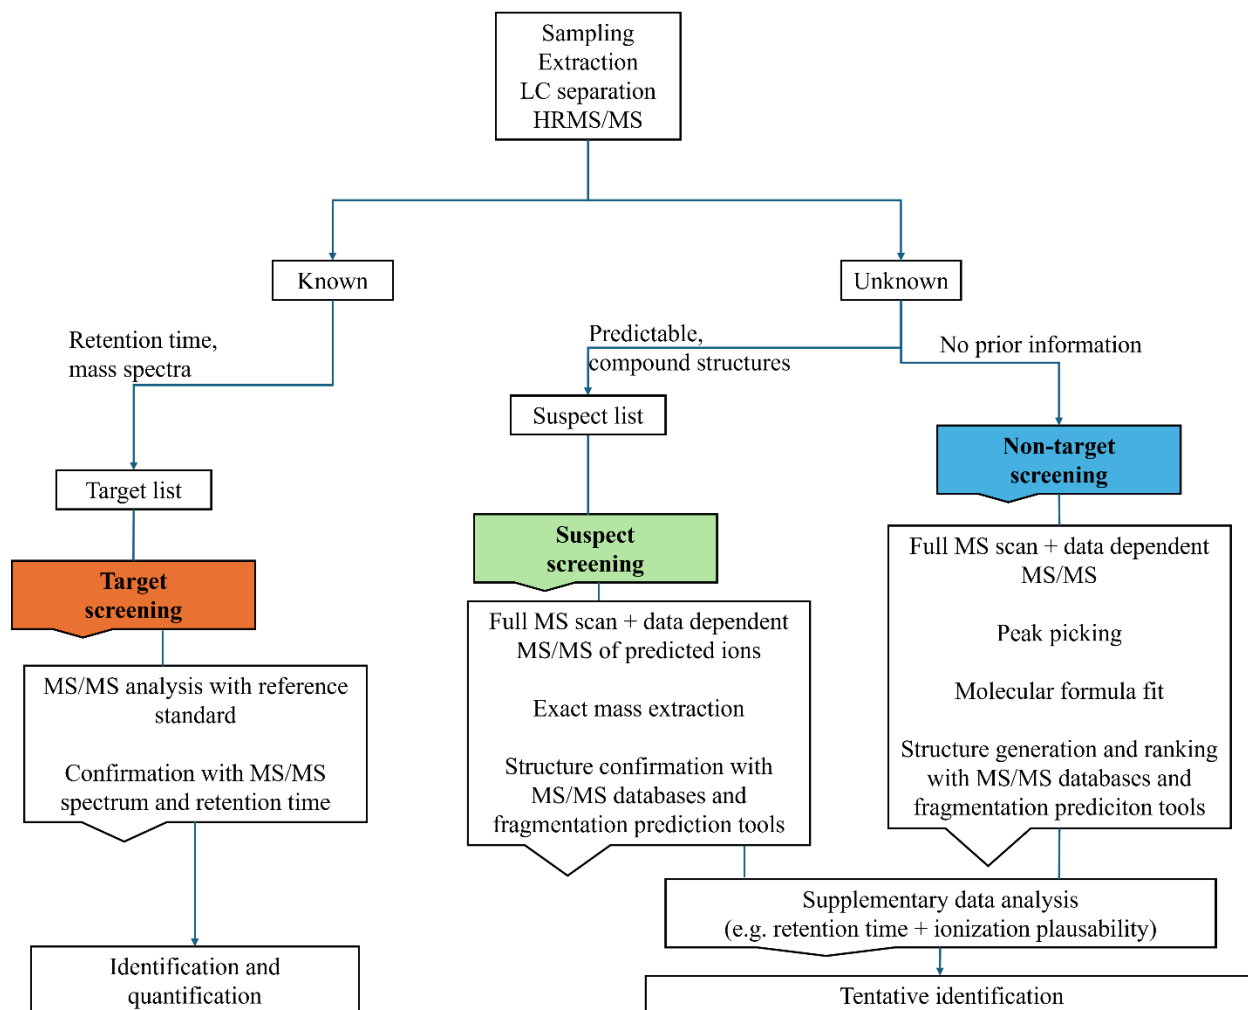 Sampling
Extraction
LC separation
HRMS/MS
Known
Unknown
Retention time,
mass spectra
Predictable,
compound structures
No prior information
Suspect list
Non-target
screening
Target list
Suspect
screening
Full MS scan + data dependent
MS/MS
Peak picking
Molecular formula fit
Structure generation and ranking
with MS/MS databases and
fragmentation prediciton tools
Target
screening
Full MS scan + data dependent
MS/MS of predicted ions
Exact mass extraction
Structure confirmation with
MS/MS databases and
fragmentation prediction tools
MS/MS analysis with reference
standard
Confirmation with MS/MS
spectrum and retention time
Supplementary data analysis
(e.g. retention time + ionization plausability)
Identification and
quantification
Tentative identification